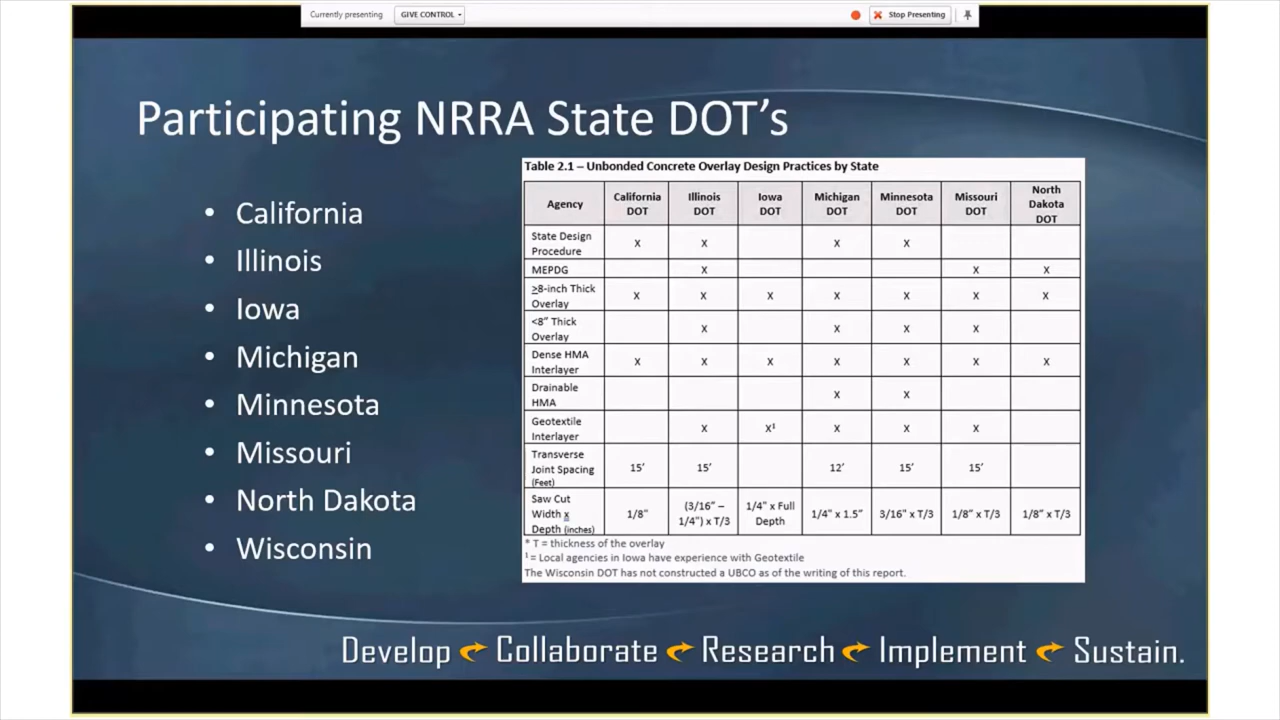 Currently presenting GIVE CONTROL Stop Presenting
Participating NRRA State DOT's
• California
• Illinois
• Iowa
• Michigan
• Minnesota
• Missouri
• North Dakota
• Wisconsin
Table 2.1 – Unbonded Concrete Overlay Design Practices by State
Agency California DOT Illinois DOT Iowa DOT Michigan DOT Minnesota DOT Missouri DOT North Dakota DOT
State Design Procedure X X X X
MEPDG X X X
≥8-inch Thick Overlay X X X X X X X
<8” Thick Overlay X X X X
Dense HMA Interlayer X X X X X X X
Drainable HMA X X
Geotextile Interlayer X X¹ X X X
Transverse Joint Spacing (Feet) 15’ 15’ 12’ 15’ 15’
Saw Cut Width x Depth (inches) 1/8” (3/16” – 1/4”) x T/3 1/4” x Full Depth 1/4” x 1.5” 3/16” x T/3 1/8” x T/3 1/8” x T/3
* T = thickness of the overlay
¹ = Local agencies in Iowa have experience with Geotextile
The Wisconsin DOT has not constructed a UBCO as of the writing of this report.
Develop Collaborate Research Implement Sustain.